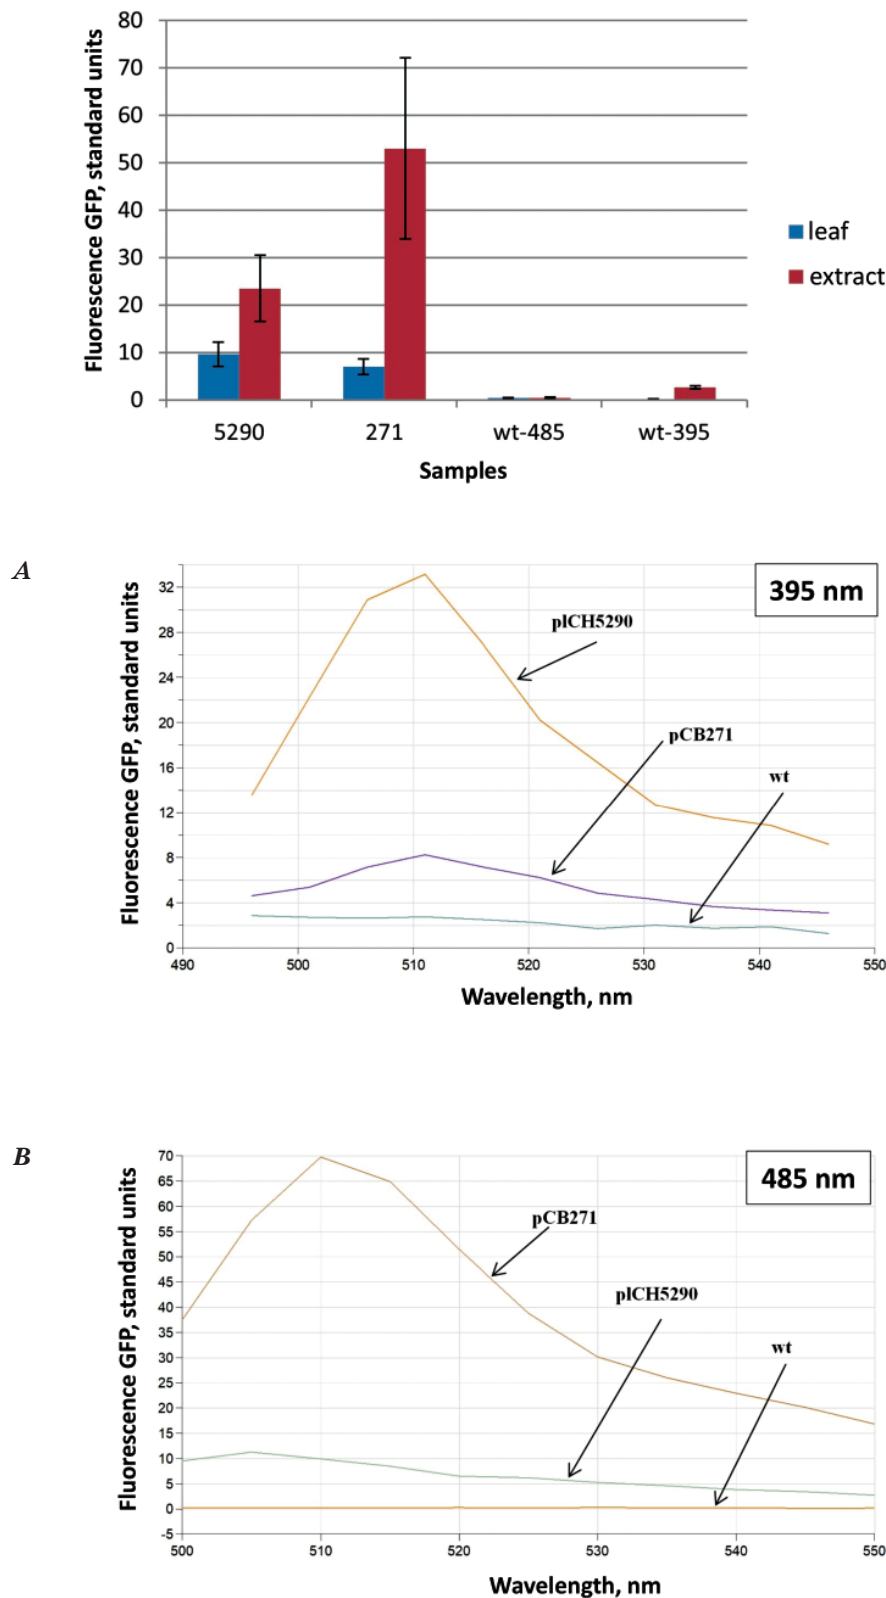 Fluorescence GFP, standard units
80
70
60
50
40
30
20
10
0
5290 271 wt-485 wt-395
Samples
leaf
extract
A
Fluorescence GFP, standard units
395 nm
32
28
24
20
16
12
8
4
0
pICH5290
pCB271
wt
490 500 510 520 530 540 550
Wavelength, nm
B
Fluorescence GFP, standard units
485 nm
70
65
60
55
50
45
40
35
30
25
20
15
10
5
0
-5
pCB271
pICH5290
wt
500 510 520 530 540 550
Wavelength, nm